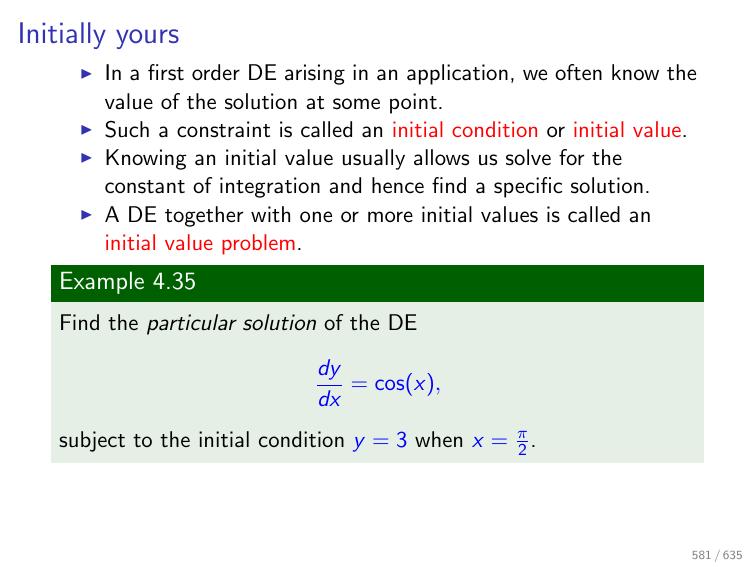 Initially yours
▶ In a first order DE arising in an application, we often know the
value of the solution at some point.
▶ Such a constraint is called an initial condition or initial value.
▶ Knowing an initial value usually allows us solve for the
constant of integration and hence find a specific solution.
▶ A DE together with one or more initial values is called an
initial value problem.
Example 4.35
Find the particular solution of the DE
dy/dx = cos(x),
subject to the initial condition y = 3 when x = π/2.
581 / 635